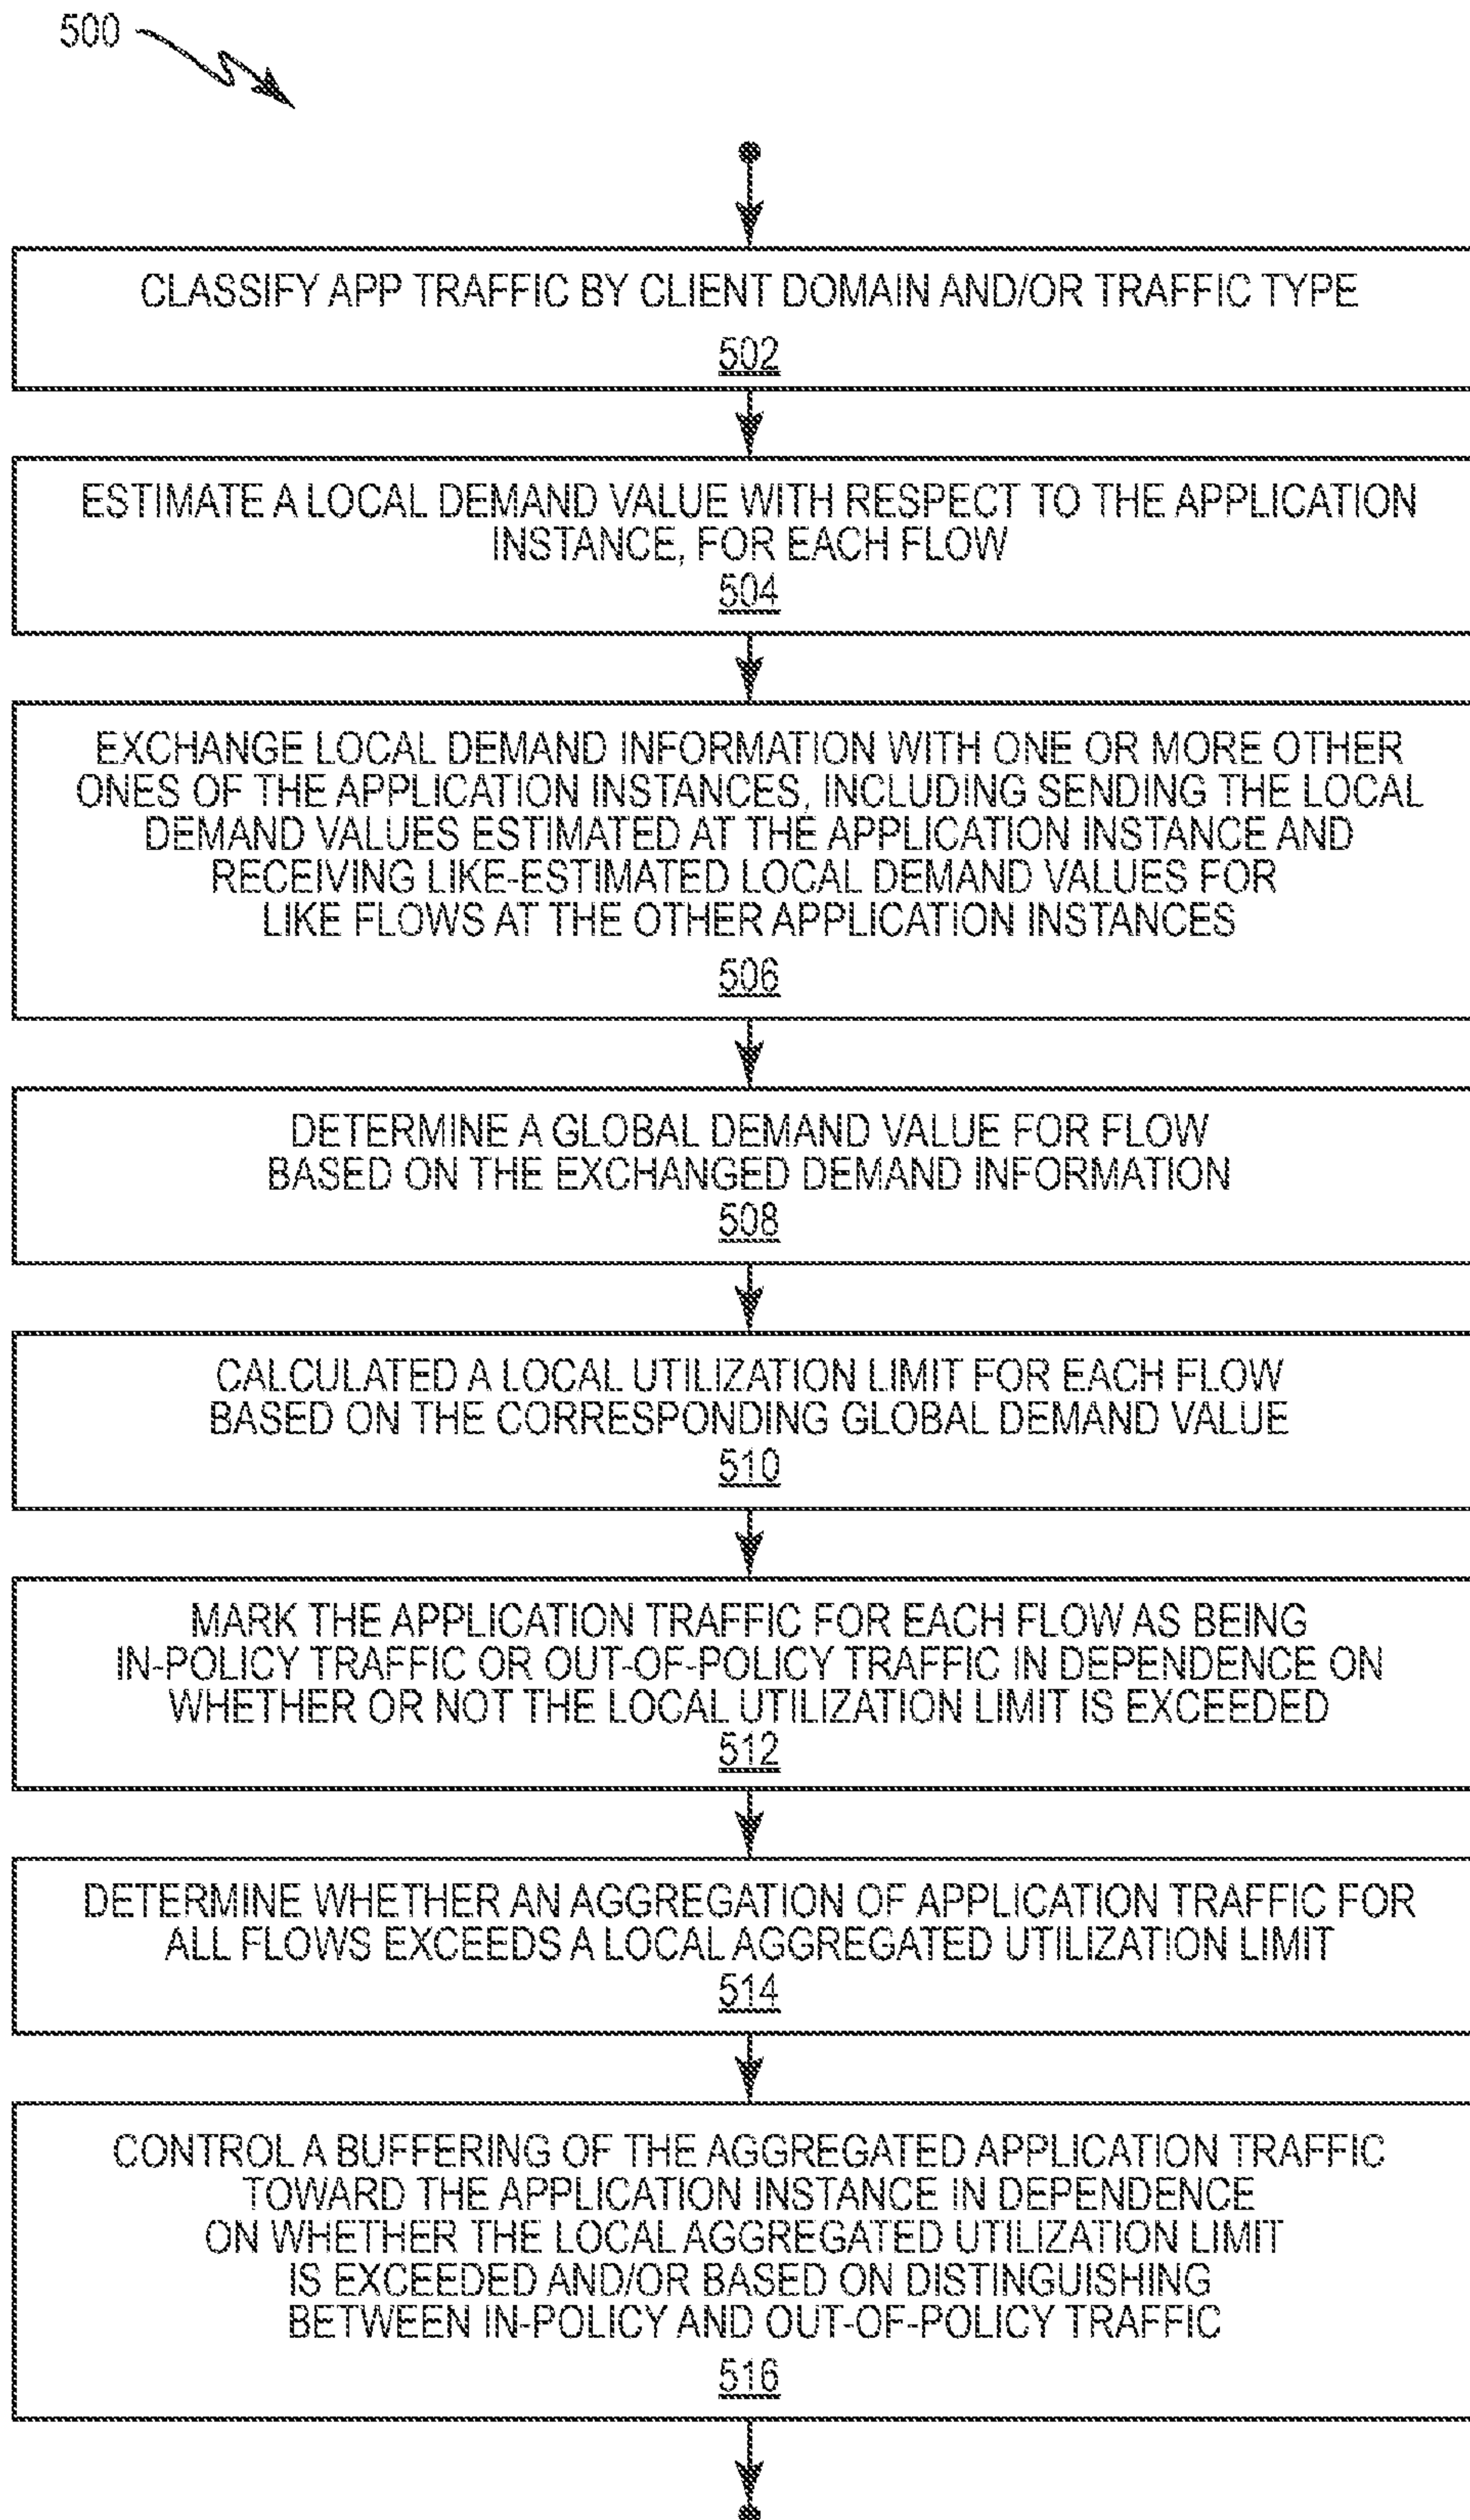 500
CLASSIFY APP TRAFFIC BY CLIENT DOMAIN AND/OR TRAFFIC TYPE
502
ESTIMATE A LOCAL DEMAND VALUE WITH RESPECT TO THE APPLICATION
INSTANCE, FOR EACH FLOW
504
EXCHANGE LOCAL DEMAND INFORMATION WITH ONE OR MORE OTHER
ONES OF THE APPLICATION INSTANCES, INCLUDING SENDING THE LOCAL
DEMAND VALUES ESTIMATED AT THE APPLICATION INSTANCE AND
RECEIVING LIKE-ESTIMATED LOCAL DEMAND VALUES FOR
LIKE FLOWS AT THE OTHER APPLICATION INSTANCES
506
DETERMINE A GLOBAL DEMAND VALUE FOR FLOW
BASED ON THE EXCHANGED DEMAND INFORMATION
508
CALCULATED A LOCAL UTILIZATION LIMIT FOR EACH FLOW
BASED ON THE CORRESPONDING GLOBAL DEMAND VALUE
510
MARK THE APPLICATION TRAFFIC FOR EACH FLOW AS BEING
IN-POLICY TRAFFIC OR OUT-OF-POLICY TRAFFIC IN DEPENDENCE ON
WHETHER OR NOT THE LOCAL UTILIZATION LIMIT IS EXCEEDED
512
DETERMINE WHETHER AN AGGREGATION OF APPLICATION TRAFFIC FOR
ALL FLOWS EXCEEDS A LOCAL AGGREGATED UTILIZATION LIMIT
514
CONTROL A BUFFERING OF THE AGGREGATED APPLICATION TRAFFIC
TOWARD THE APPLICATION INSTANCE IN DEPENDENCE
ON WHETHER THE LOCAL AGGREGATED UTILIZATION LIMIT
IS EXCEEDED AND/OR BASED ON DISTINGUISHING
BETWEEN IN-POLICY AND OUT-OF-POLICY TRAFFIC
516